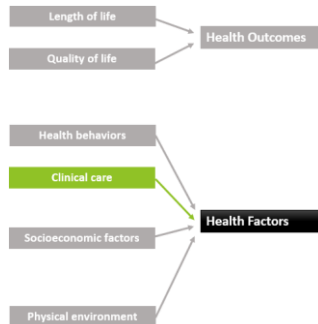 Length of life
Health Outcomes
Quality of life
Health behaviors
Clinical care
Health Factors
Socioeconomic factors
Physical environment